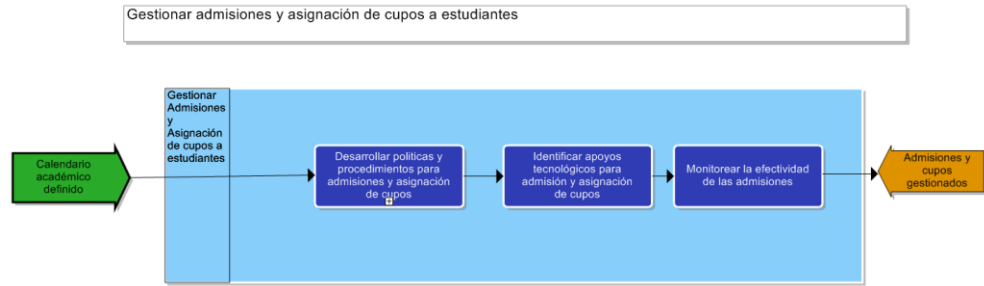 Gestionar admisiones y asignación de cupos a estudiantes
Gestionar
Admisiones
y
Asignación
de cupos a
estudiantes
Calendario
académico
definido
Desarrollar politicas y
procedimientos para
admisiones y asignación
de cupos
Identificar apoyos
tecnológicos para
admisión y asignación
de cupos
Monitorear la efectividad
de las admisiones
Admisiones y
cupos
gestionados